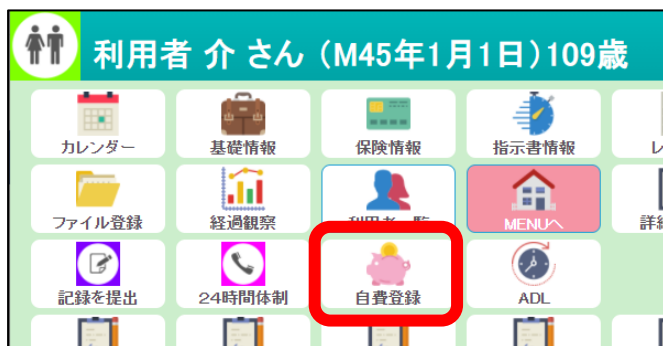 利用者 介 さん (M45年1月1日)109歳
カレンダー
基礎情報
保険情報
指示書情報
ファイル登録
経過観察
利用者一覧
MENUへ
記録を提出
24時間体制
自費登録
ADL